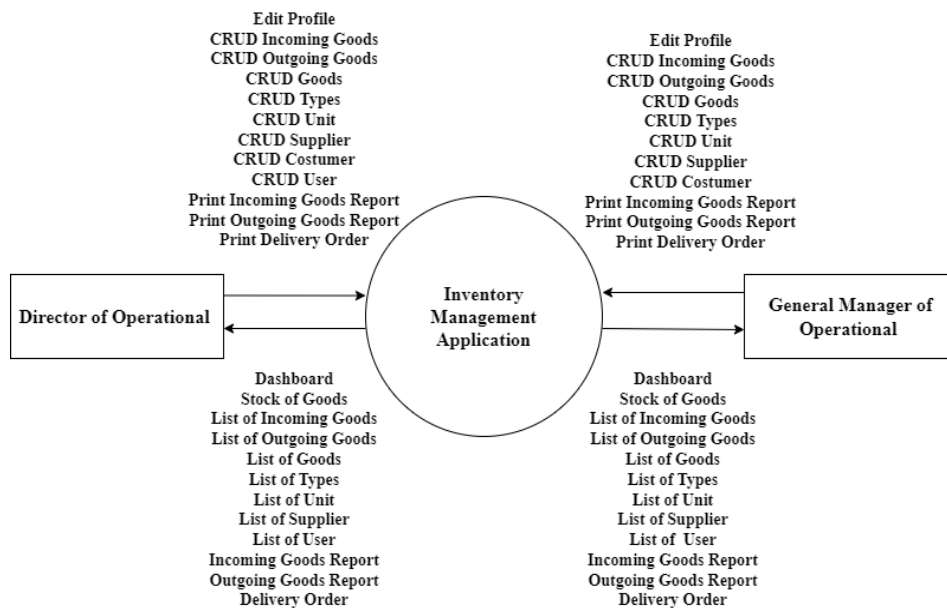 Edit Profile
CRUD Incoming Goods
CRUD Outgoing Goods
CRUD Goods
CRUD Types
CRUD Unit
CRUD Supplier
CRUD Costumer
CRUD User
Print Incoming Goods Report
Print Outgoing Goods Report
Print Delivery Order
Edit Profile
CRUD Incoming Goods
CRUD Outgoing Goods
CRUD Goods
CRUD Types
CRUD Unit
CRUD Supplier
CRUD Costumer
Print Incoming Goods Report
Print Outgoing Goods Report
Print Delivery Order
Director of Operational
Inventory
Management
Application
General Manager of
Operational
Dashboard
Stock of Goods
List of Incoming Goods
List of Outgoing Goods
List of Goods
List of Types
List of Unit
List of Supplier
List of User
Incoming Goods Report
Outgoing Goods Report
Delivery Order
Dashboard
Stock of Goods
List of Incoming Goods
List of Outgoing Goods
List of Goods
List of Types
List of Unit
List of Supplier
List of User
Incoming Goods Report
Outgoing Goods Report
Delivery Order